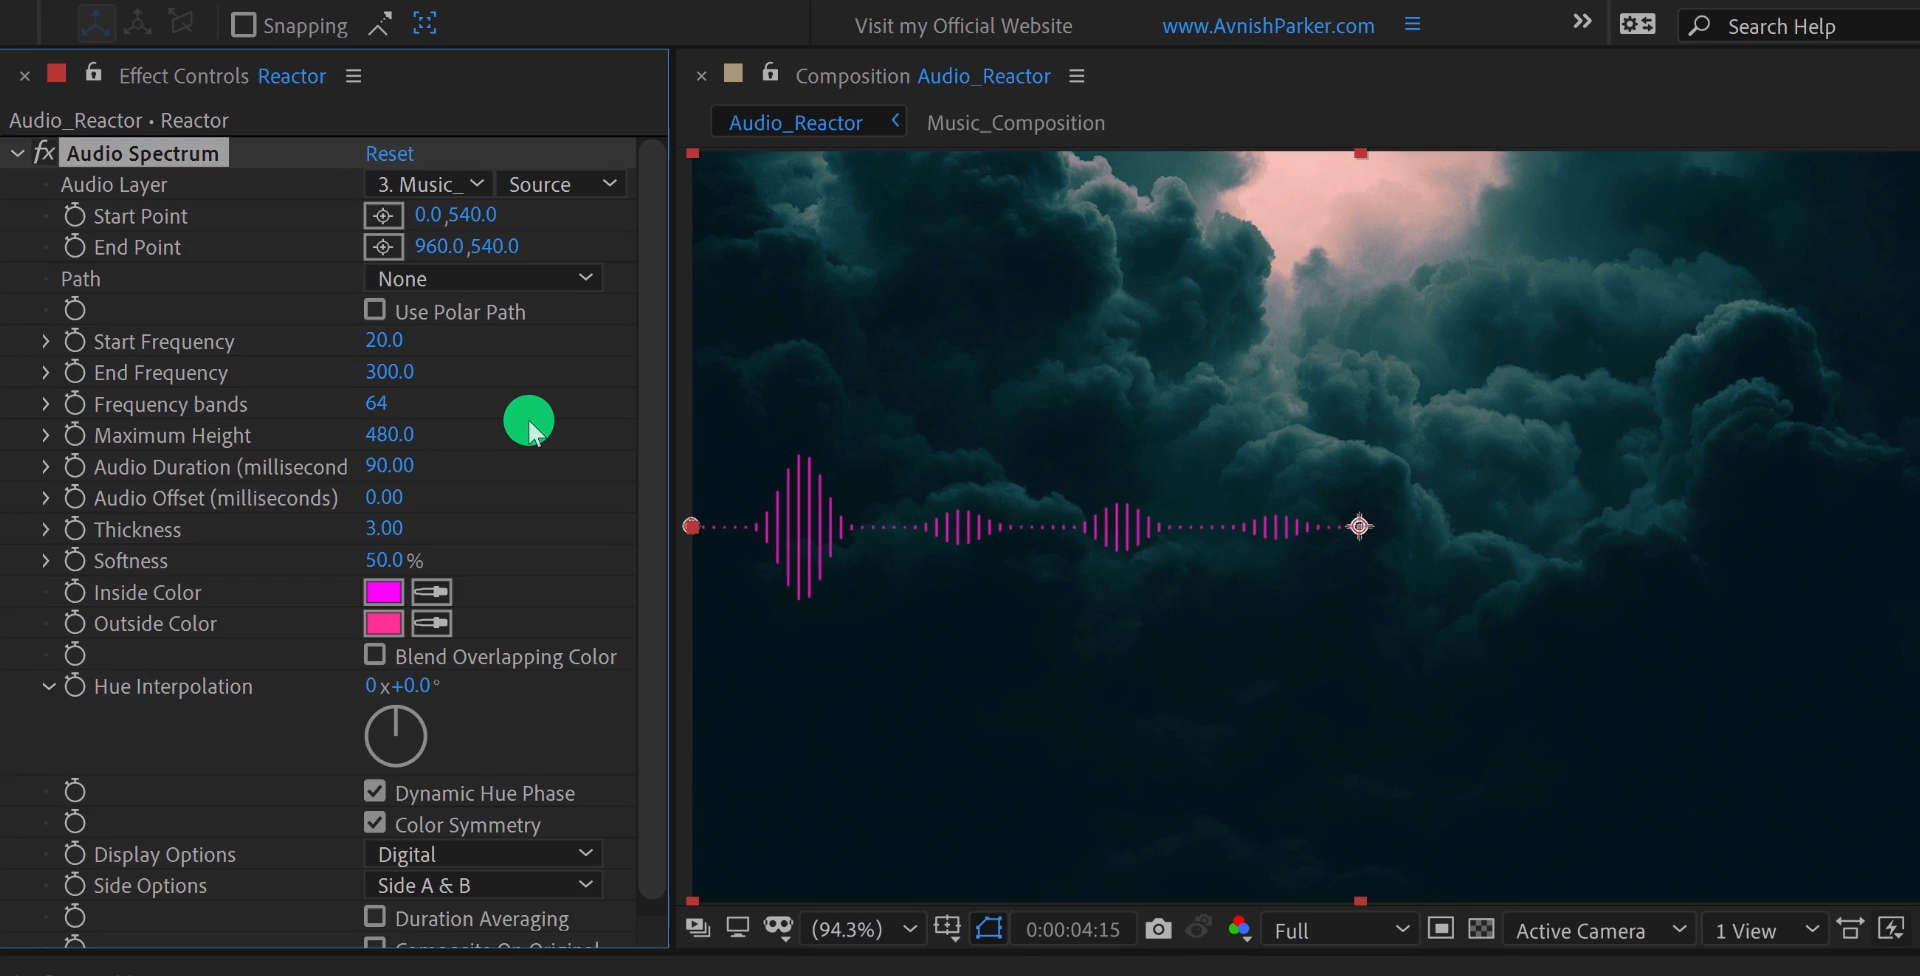 Snapping
Visit my Official Website
www.AvnishParker.com
Search Help
Effect Controls Reactor
Composition Audio_Reactor
Audio_Reactor • Reactor
Audio_Reactor
Music_Composition
fx Audio Spectrum Reset
Audio Layer 3. Music_ Source
Start Point 0.0,540.0
End Point 960.0,540.0
Path None
Use Polar Path
Start Frequency 20.0
End Frequency 300.0
Frequency bands 64
Maximum Height 480.0
Audio Duration (millisecond 90.00
Audio Offset (milliseconds) 0.00
Thickness 3.00
Softness 50.0 %
Inside Color
Outside Color
Blend Overlapping Color
Hue Interpolation 0 x+0.0°
Dynamic Hue Phase
Color Symmetry
Display Options Digital
Side Options Side A & B
Duration Averaging
(94.3%) 0:00:04:15 Full Active Camera 1 View